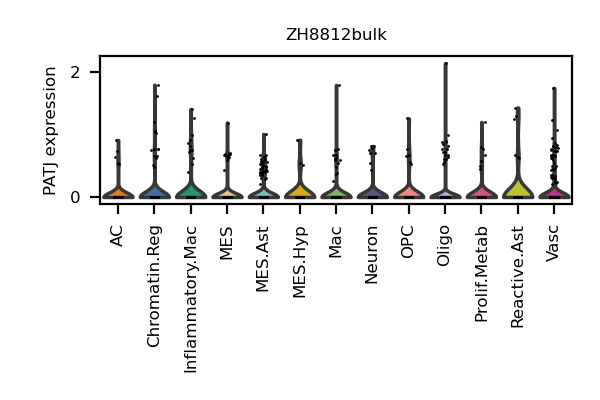 ZH8812bulk
PATJ expression
2
0
AC
Chromatin.Reg
Inflammatory.Mac
MES
MES.Ast
MES.Hyp
Mac
Neuron
OPC
Oligo
Prolif.Metab
Reactive.Ast
Vasc